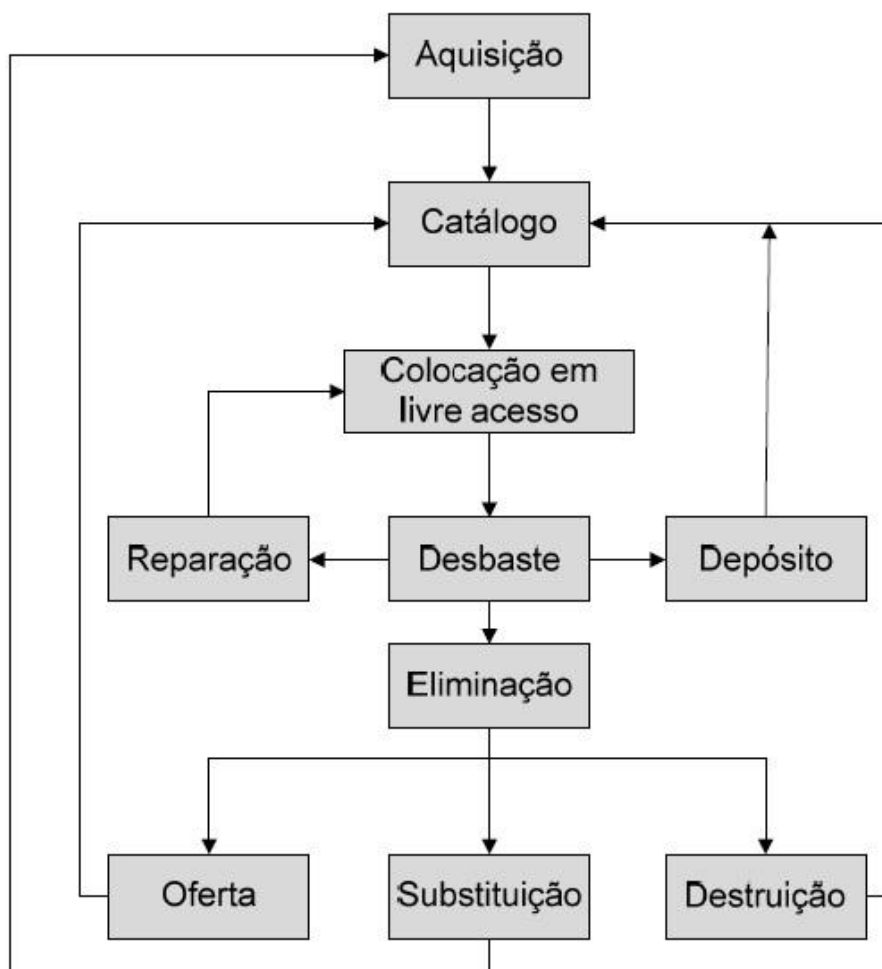 Aquisição
Catálogo
Colocação em
livre acesso
Reparação
Desbaste
Depósito
Eliminação
Oferta
Substituição
Destruição